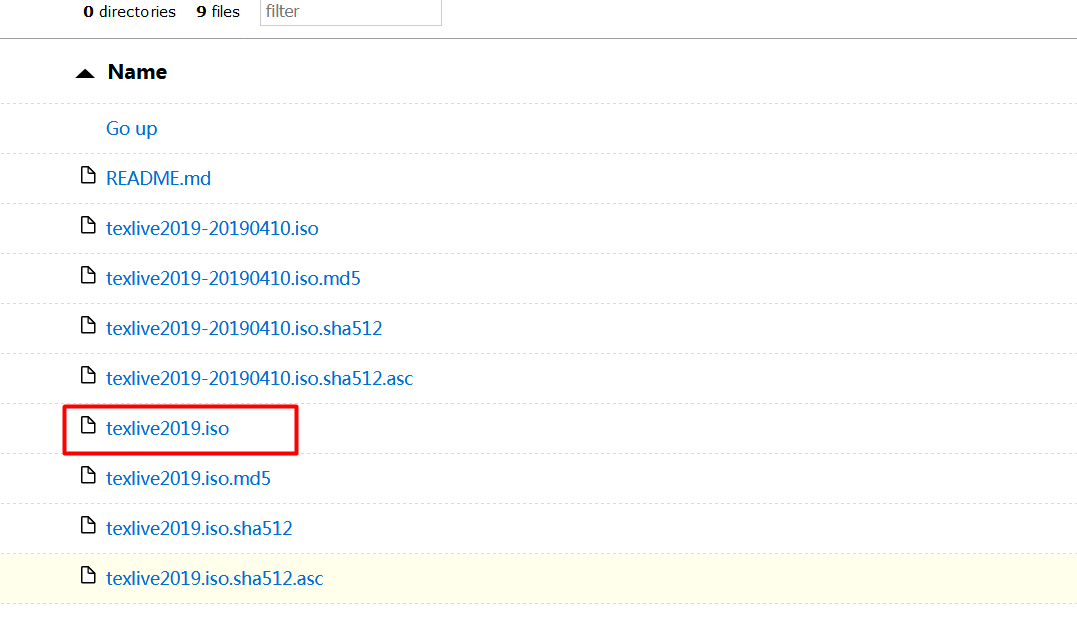 0 directories 9 files filter
Name
Go up
README.md
texlive2019-20190410.iso
texlive2019-20190410.iso.md5
texlive2019-20190410.iso.sha512
texlive2019-20190410.iso.sha512.asc
texlive2019.iso
texlive2019.iso.md5
texlive2019.iso.sha512
texlive2019.iso.sha512.asc